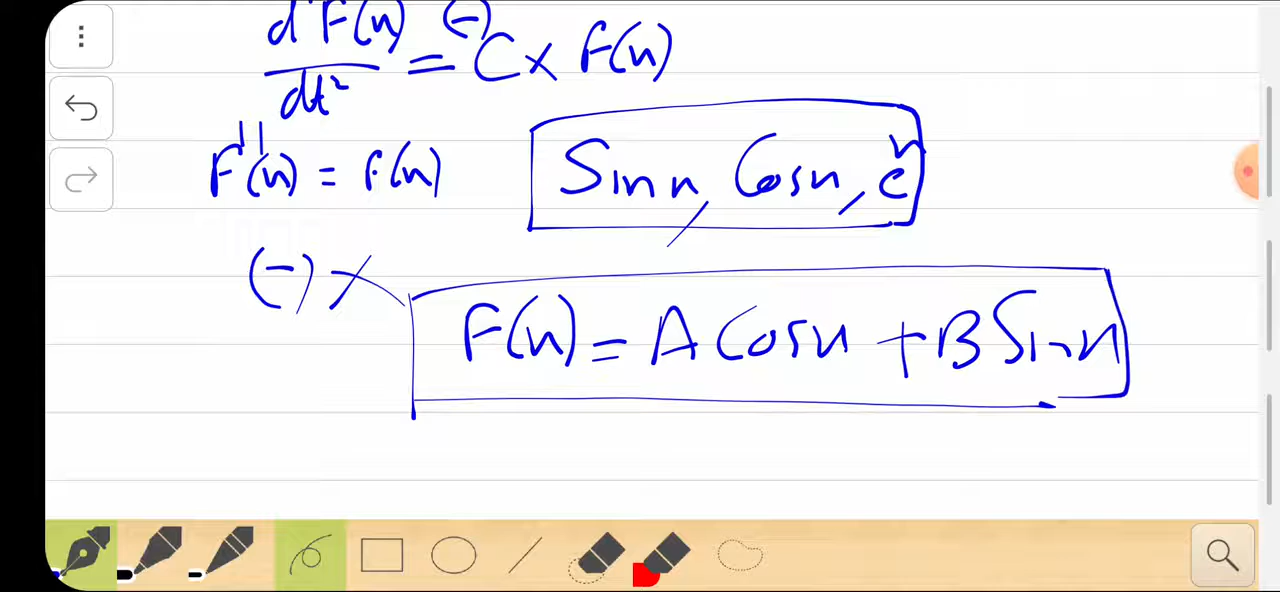 d²F(n)/dt² = (-) C x F(n)
F''(n) = F(n)
Sin n, Cos n, eⁿ
(-) x
F(n) = A Cos n + B Sin n